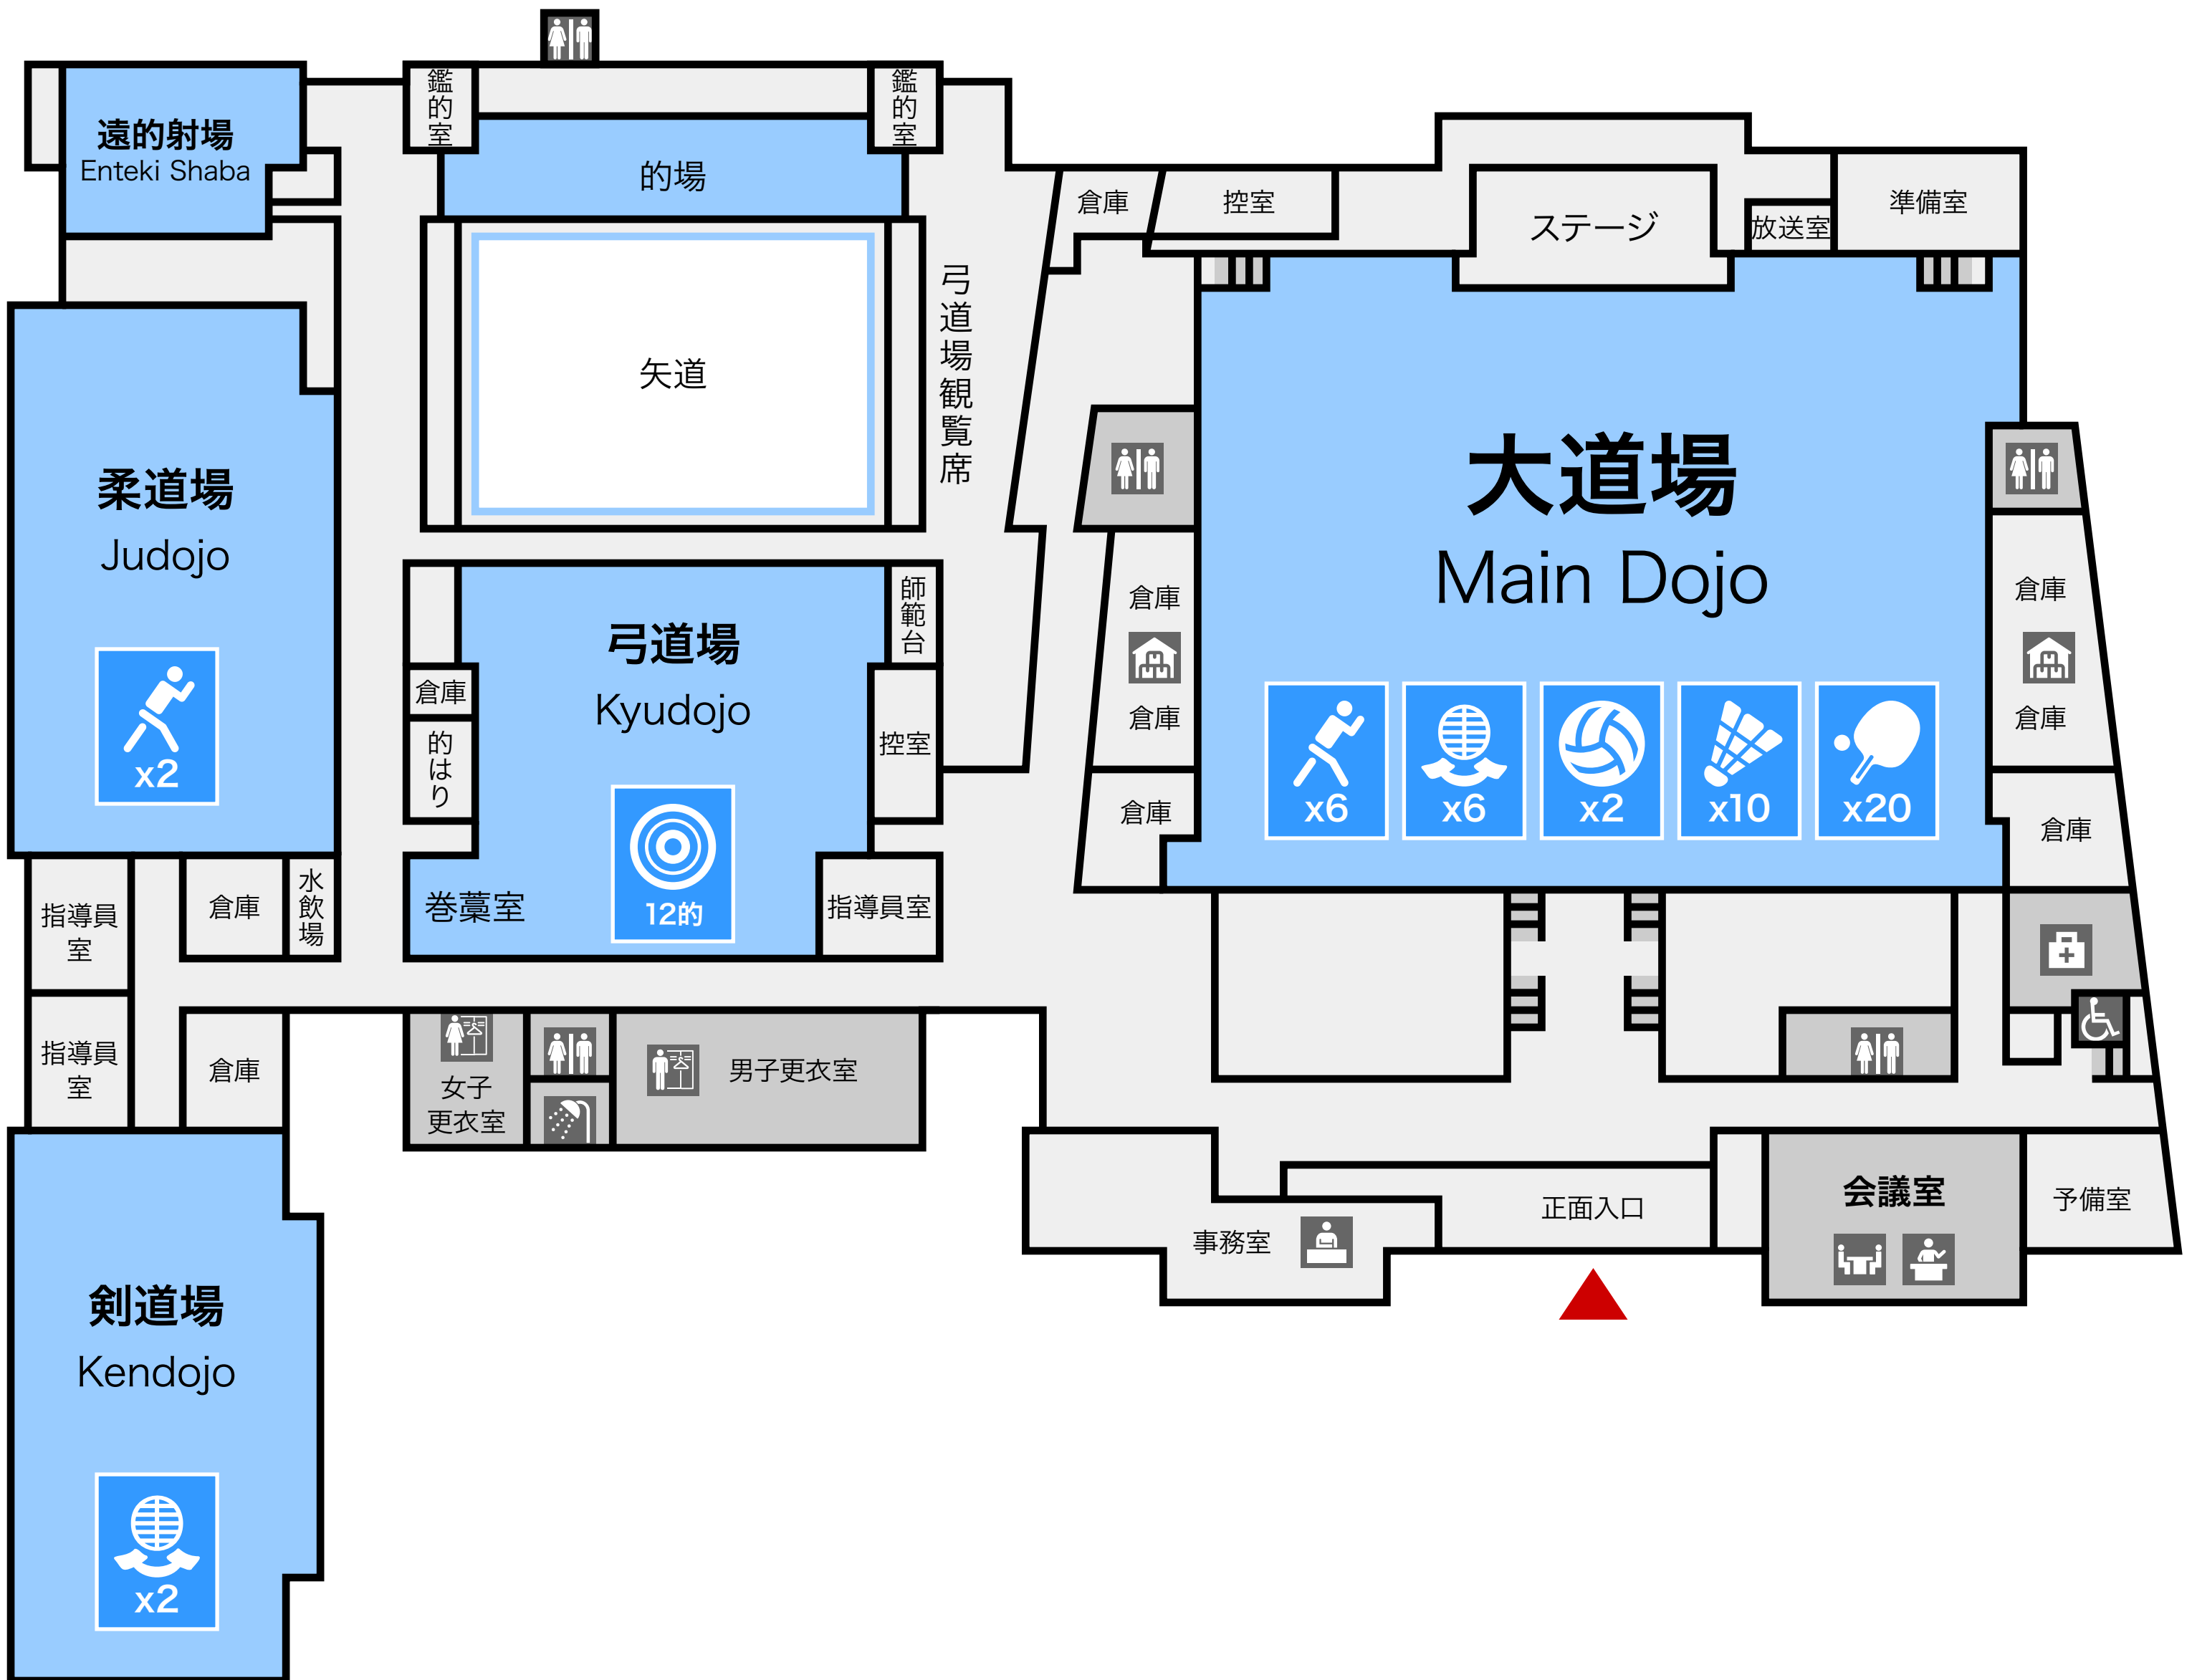 遠的射場
Enteki Shaba
鑑的室
鑑的室
的場
矢道
弓道場観覧席
倉庫
控室
ステージ
放送室
準備室
柔道場
Judojo
x2
弓道場
Kyudojo
師範台
倉庫
的はり
控室
12的
巻藁室
指導員室
大道場
Main Dojo
x6
x6
x2
x10
x20
倉庫
倉庫
倉庫
倉庫
倉庫
倉庫
指導員
室
倉庫
水飲場
指導員
室
倉庫
女子
更衣室
男子更衣室
剣道場
Kendojo
x2
事務室
正面入口
会議室
予備室